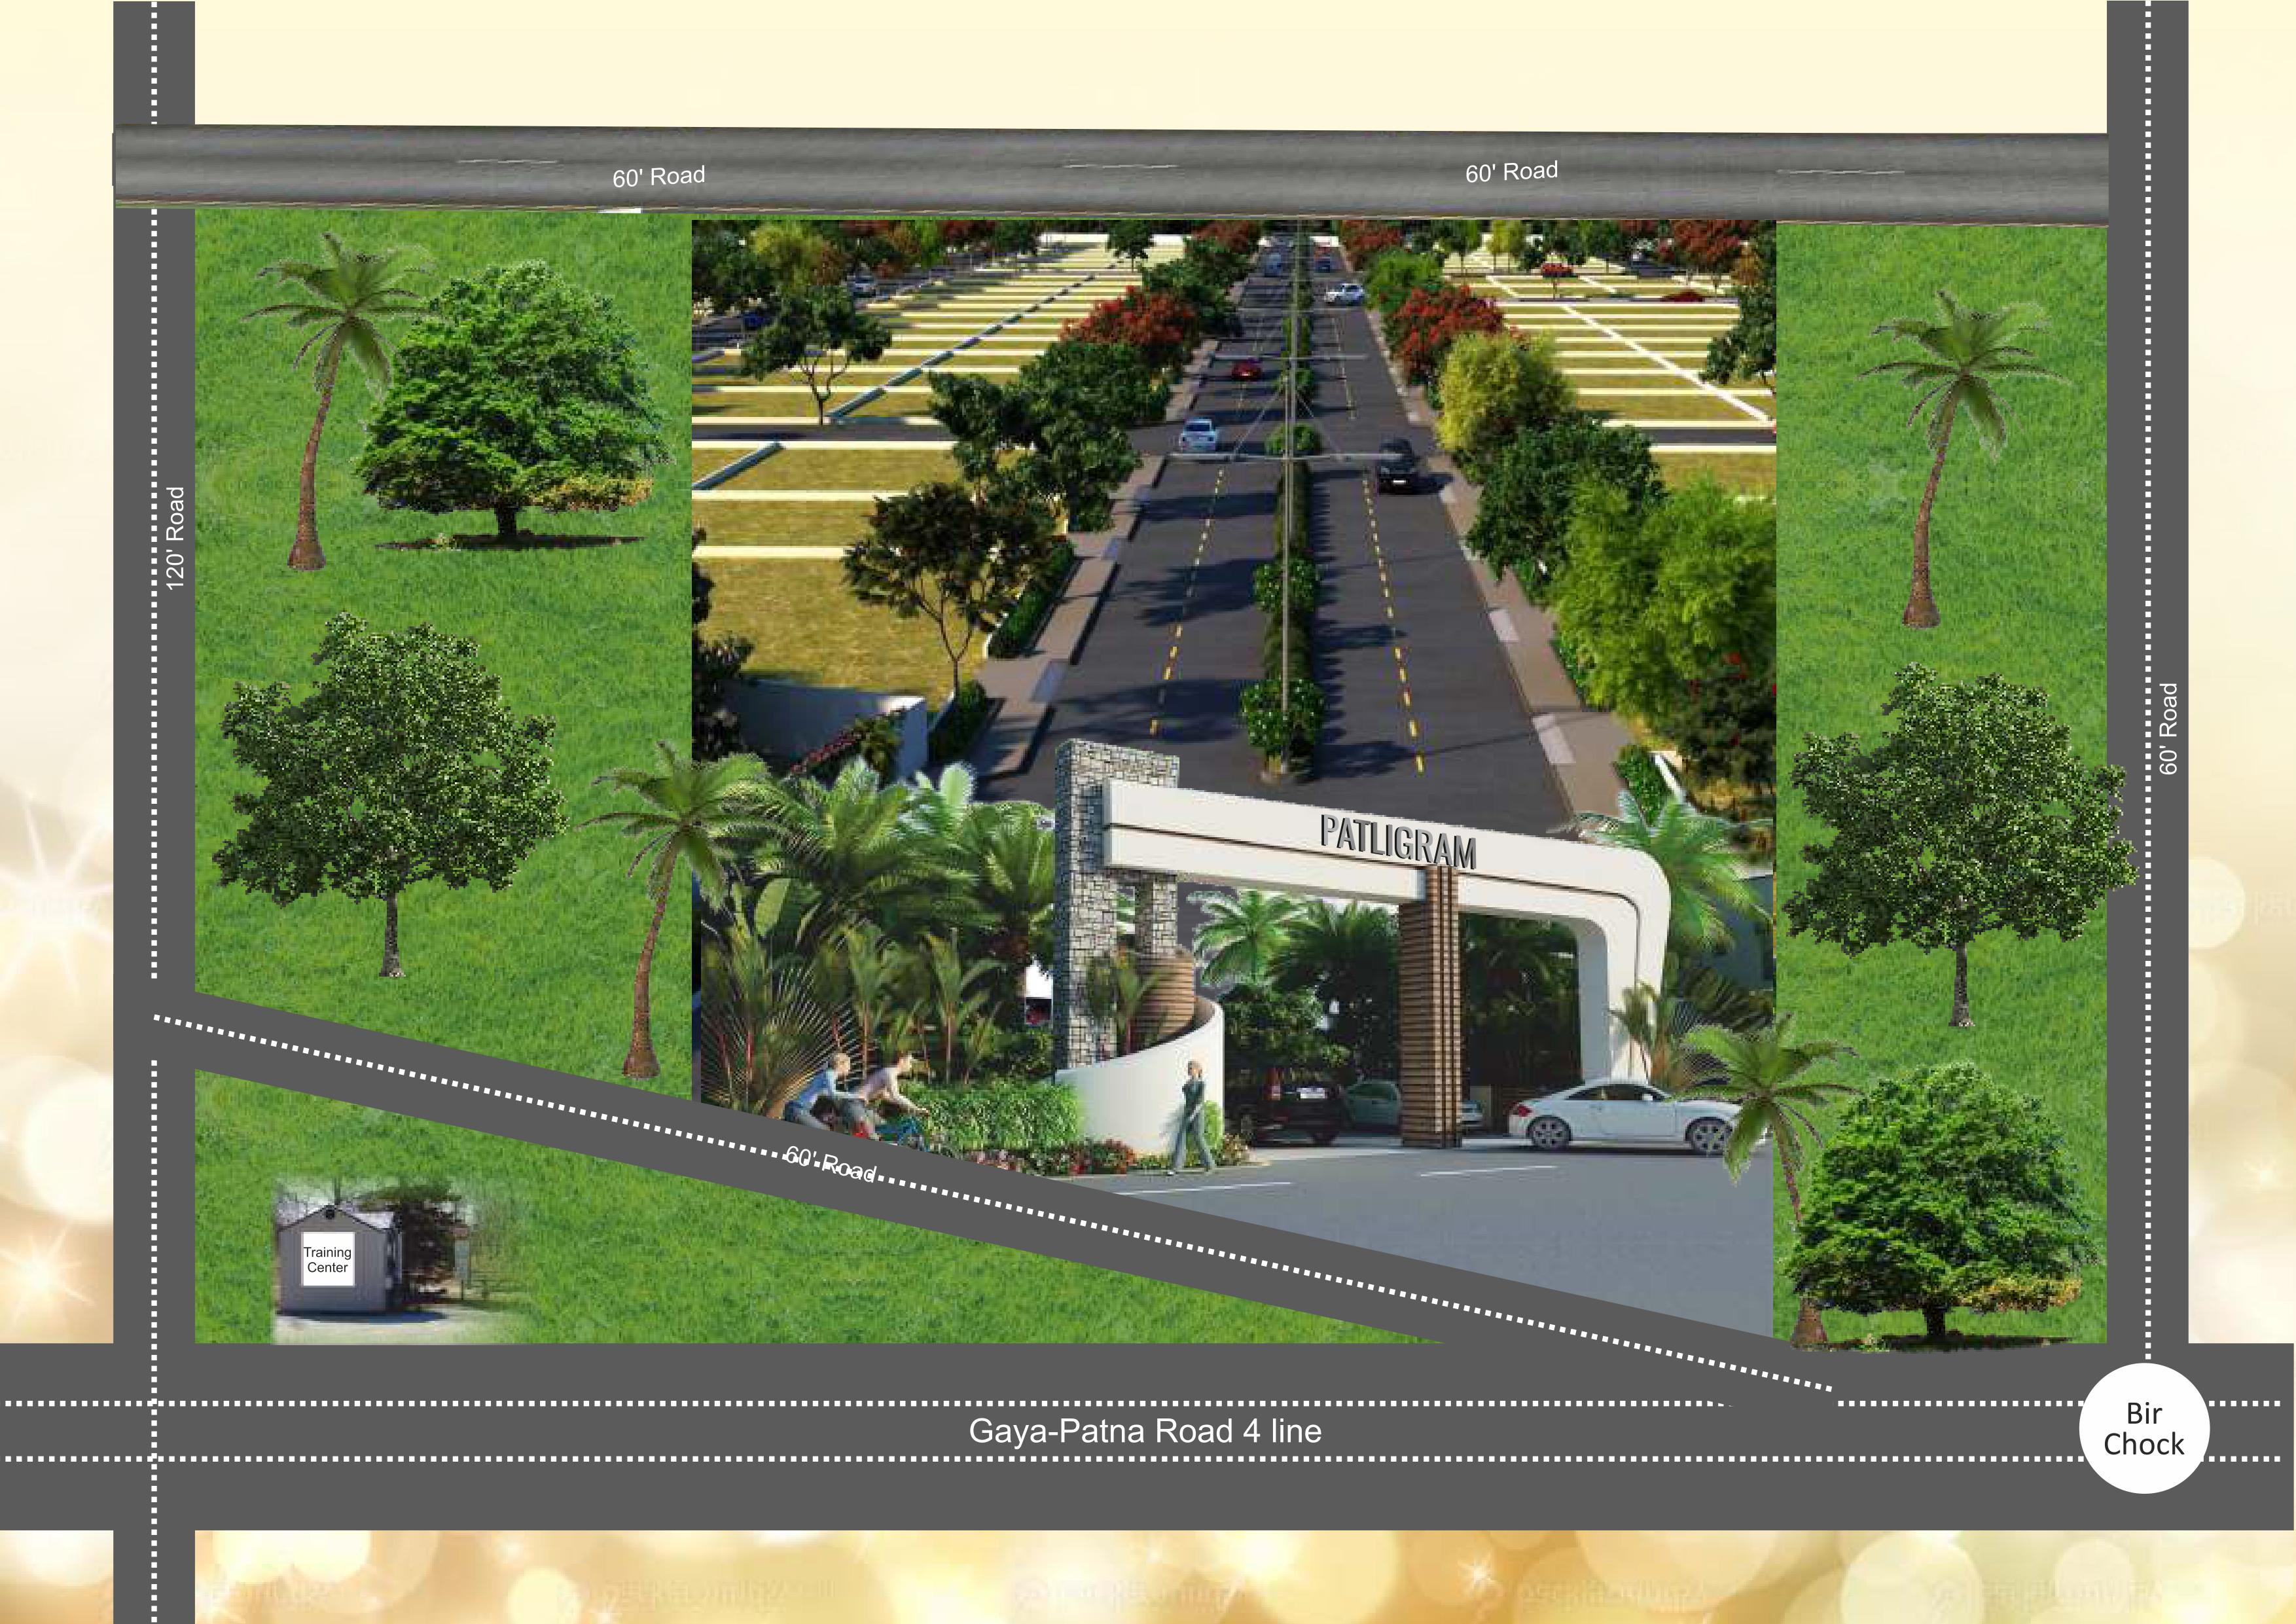 60' Road
60' Road
120' Road
60' Road
PATLIGRAM
60' Road
Training
Center
Gaya-Patna Road 4 line
Bir
Chock